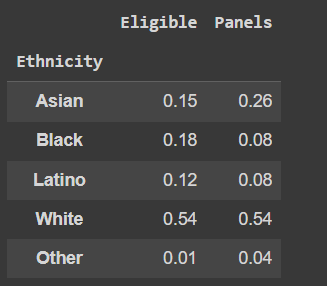 Eligible Panels
Ethnicity
Asian 0.15 0.26
Black 0.18 0.08
Latino 0.12 0.08
White 0.54 0.54
Other 0.01 0.04